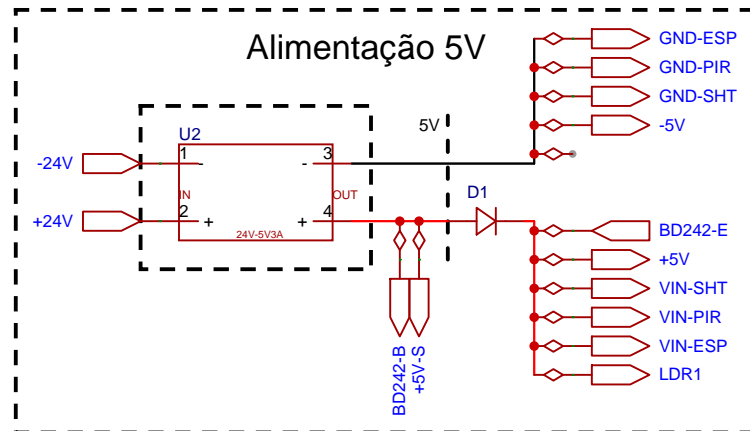 Alimentação 5V
GND-ESP
GND-PIR
GND-SHT
-5V
5V
U2
-24V
1
-
-
3
IN
OUT
+24V
2
+
+
4
24V-5V3A
D1
BD242-E
+5V
VIN-SHT
VIN-PIR
VIN-ESP
LDR1
BD242-B
+5V-S